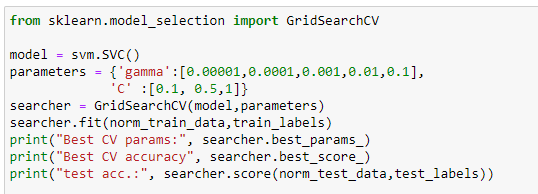 from sklearn.model_selection import GridSearchCV
model = svm.SVC()
parameters = {'gamma':[0.00001,0.0001,0.001,0.01,0.1],
'C' :[0.1, 0.5,1]}
searcher = GridSearchCV(model,parameters)
searcher.fit(norm_train_data,train_labels)
print("Best CV params:", searcher.best_params_)
print("Best CV accuracy", searcher.best_score_)
print("test acc.:", searcher.score(norm_test_data,test_labels))